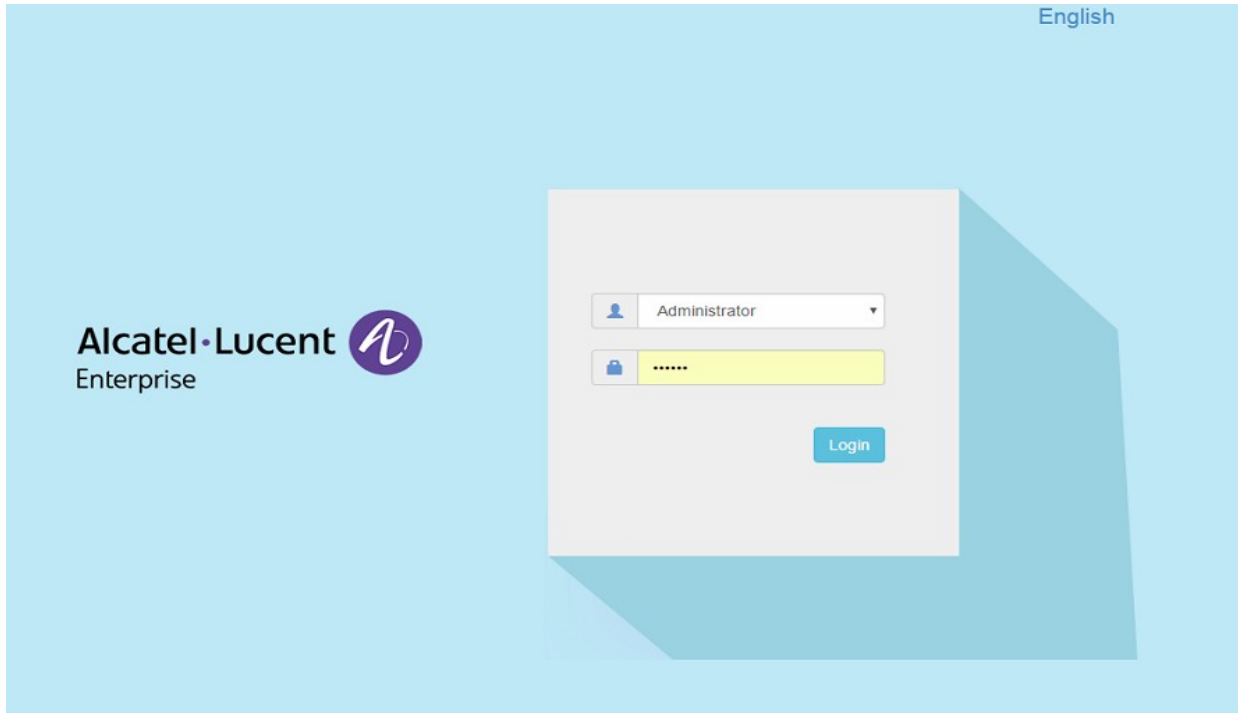 English
Alcatel·Lucent
Enterprise
Administrator
••••••
Login